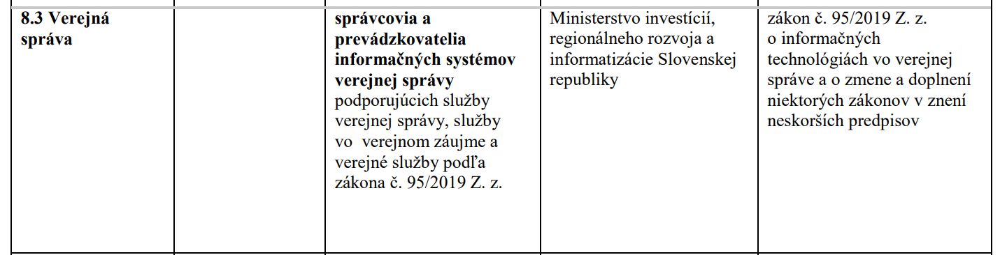 8.3 Verejná
správa
správcovia a
prevádzkovatelia
informačných systémov
verejnej správy
podporujúcich služby
verejnej správy, služby
vo  verejnom záujme a
verejné služby podľa
zákona č. 95/2019 Z. z.
Ministerstvo investícií,
regionálneho rozvoja a
informatizácie Slovenskej
republiky
zákon č. 95/2019 Z. z.
o informačných
technológiách vo verejnej
správe a o zmene a doplnení
niektorých zákonov v znení
neskorších predpisov